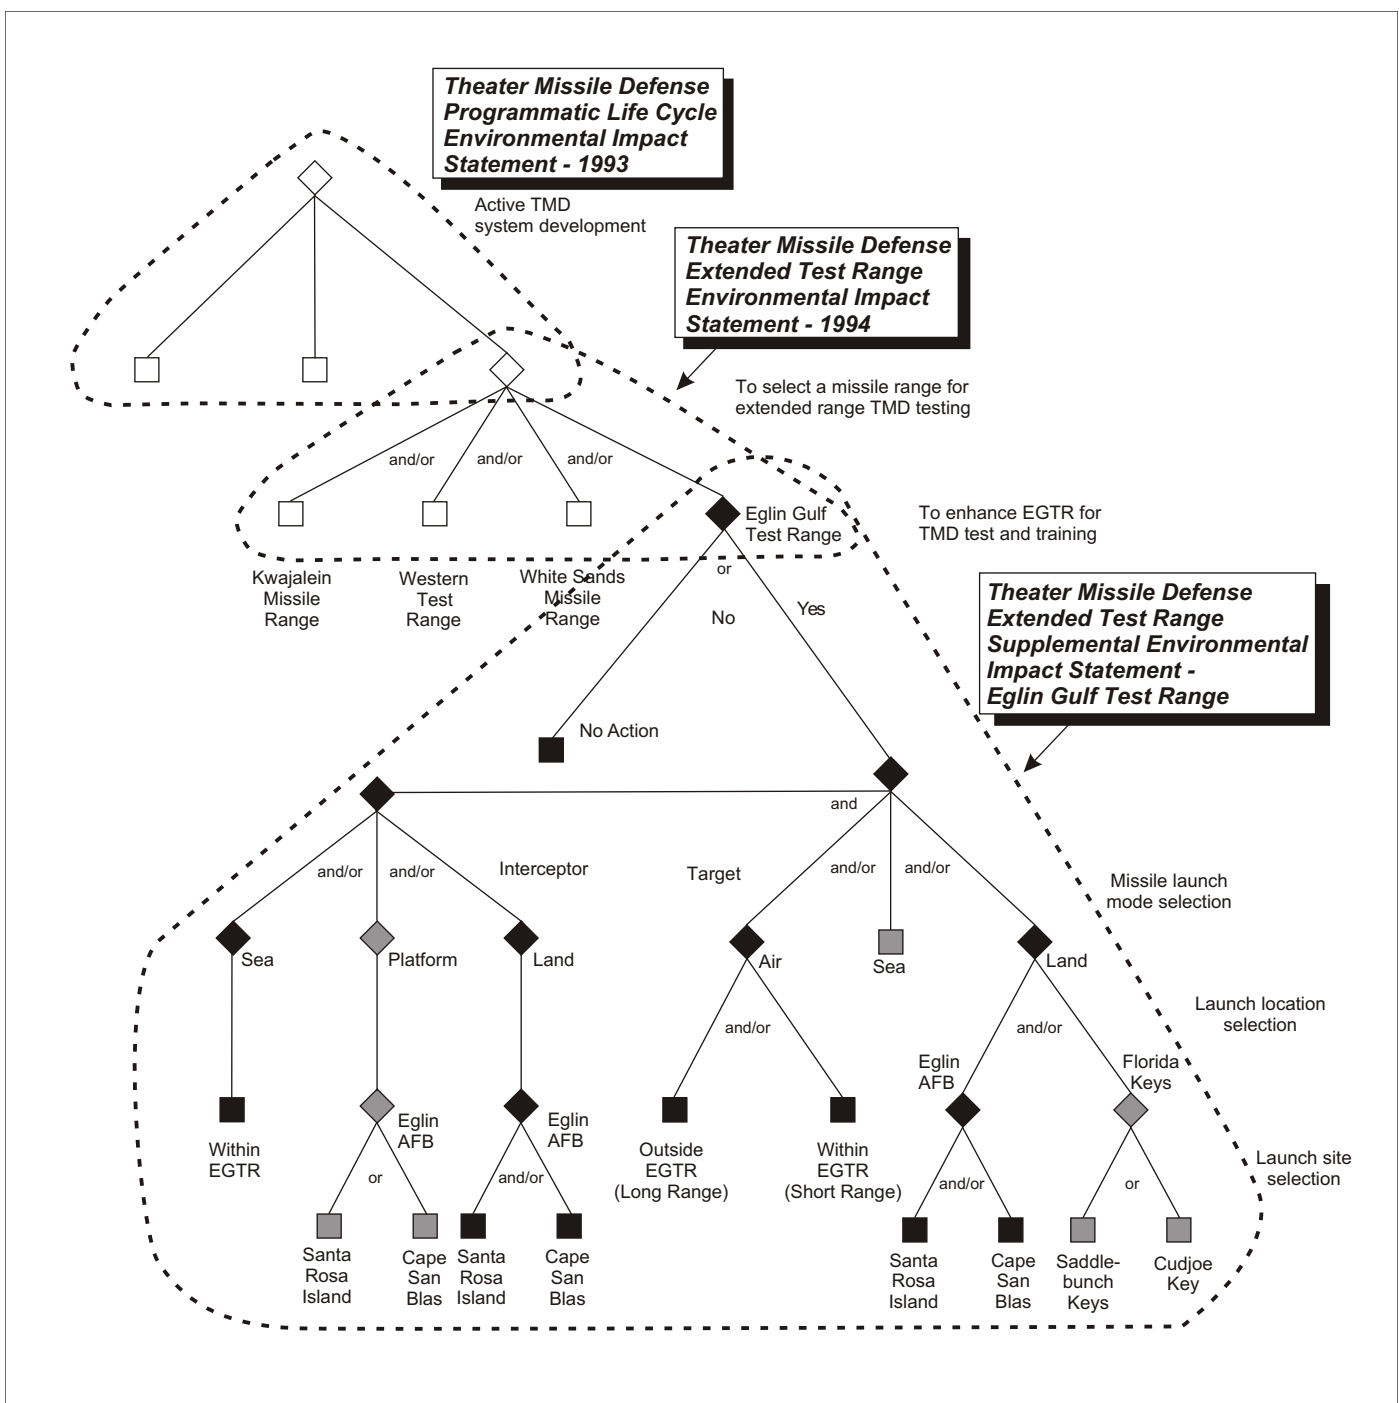 Theater Missile Defense
Programmatic Life Cycle
Environmental Impact
Statement - 1993
Active TMD
system development
Theater Missile Defense
Extended Test Range
Environmental Impact
Statement - 1994
To select a missile range for
extended range TMD testing
and/or
and/or
and/or
Eglin Gulf
Test Range
To enhance EGTR for
TMD test and training
Kwajalein
Missile
Range
Western
Test
Range
White Sands
Missile
Range
or
No
Yes
Theater Missile Defense
Extended Test Range
Supplemental Environmental
Impact Statement -
Eglin Gulf Test Range
No Action
and
and/or
and/or
Interceptor
Target
and/or
and/or
Missile launch
mode selection
Sea
Platform
Land
Air
Sea
Land
Launch location
selection
and/or
and/or
Eglin
AFB
Florida
Keys
Eglin
AFB
Eglin
AFB
Within
EGTR
or
and/or
Outside
EGTR
(Long Range)
Within
EGTR
(Short Range)
and/or
or
Launch site
selection
Santa
Rosa
Island
Cape
San
Blas
Santa
Rosa
Island
Cape
San
Blas
Santa
Rosa
Island
Cape
San
Blas
Saddle-
bunch
Keys
Cudjoe
Key